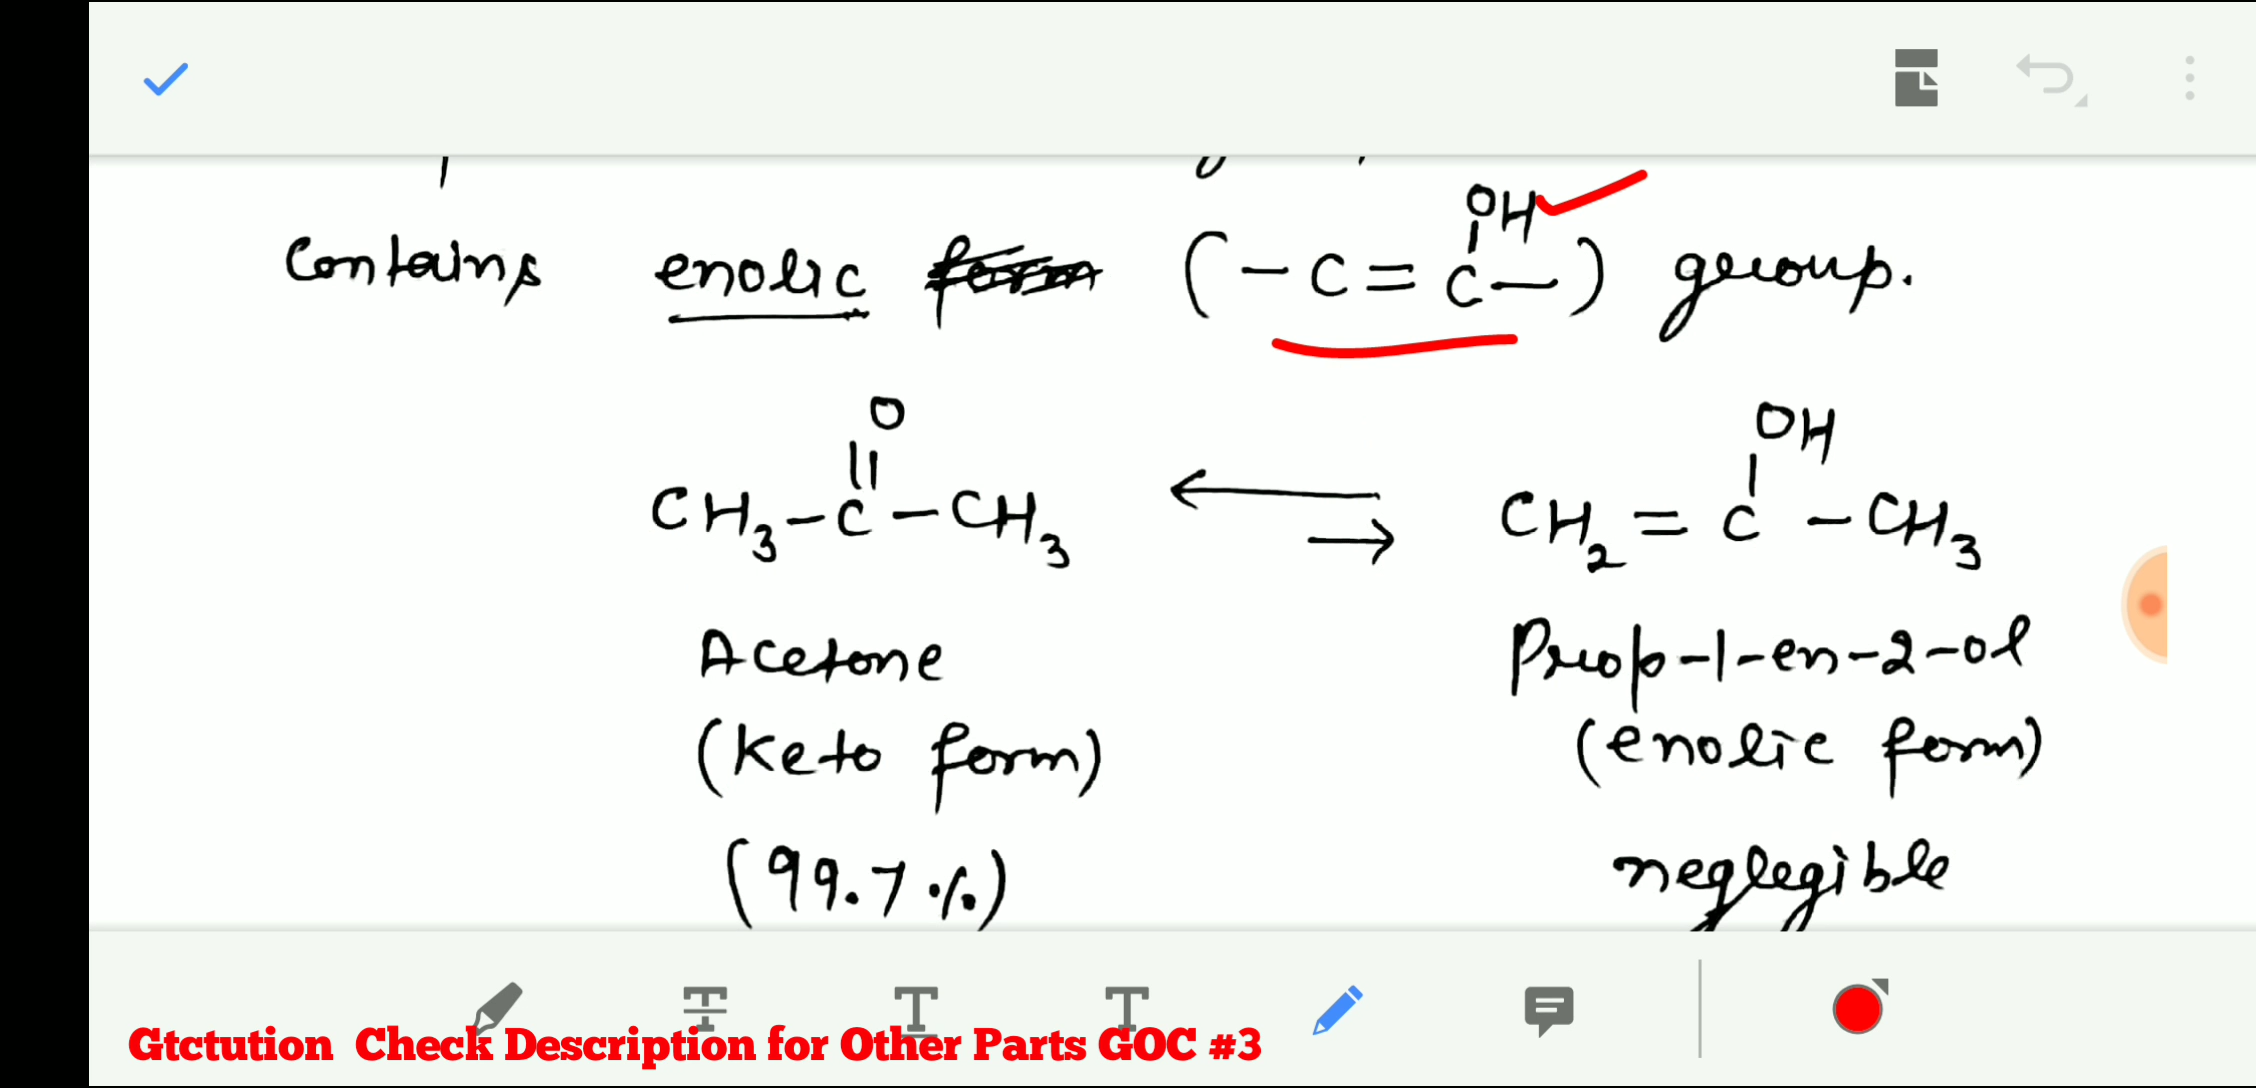 Contains enolic form (-C=C-) group.
OH
O
OH
CH3-C-CH3 CH2=C-CH3
Acetone Prop-1-en-2-ol
(Keto form) (enolic form)
(99.7%) neglegible
Gtctution Check Description for Other Parts GOC #3